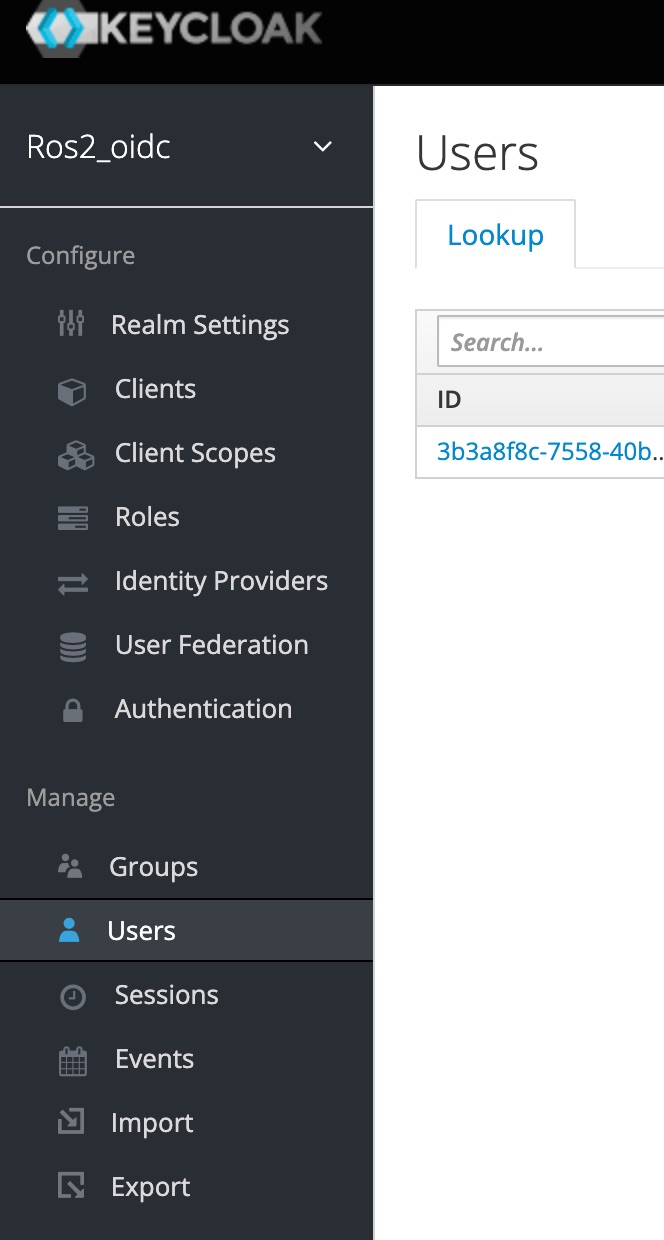 KEYCLOAK
Ros2_oidc
Configure
Realm Settings
Clients
Client Scopes
Roles
Identity Providers
User Federation
Authentication
Manage
Groups
Users
Sessions
Events
Import
Export
Users
Lookup
Search...
ID
3b3a8f8c-7558-40b...